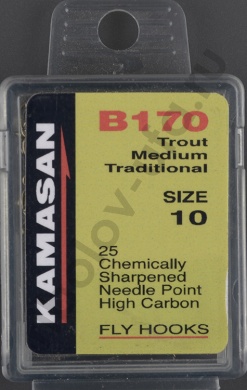 KAMASAN
B170
Trout
Medium
Traditional
SIZE
10
25
Chemically
Sharpened
Needle Point
High Carbon
FLY HOOKS